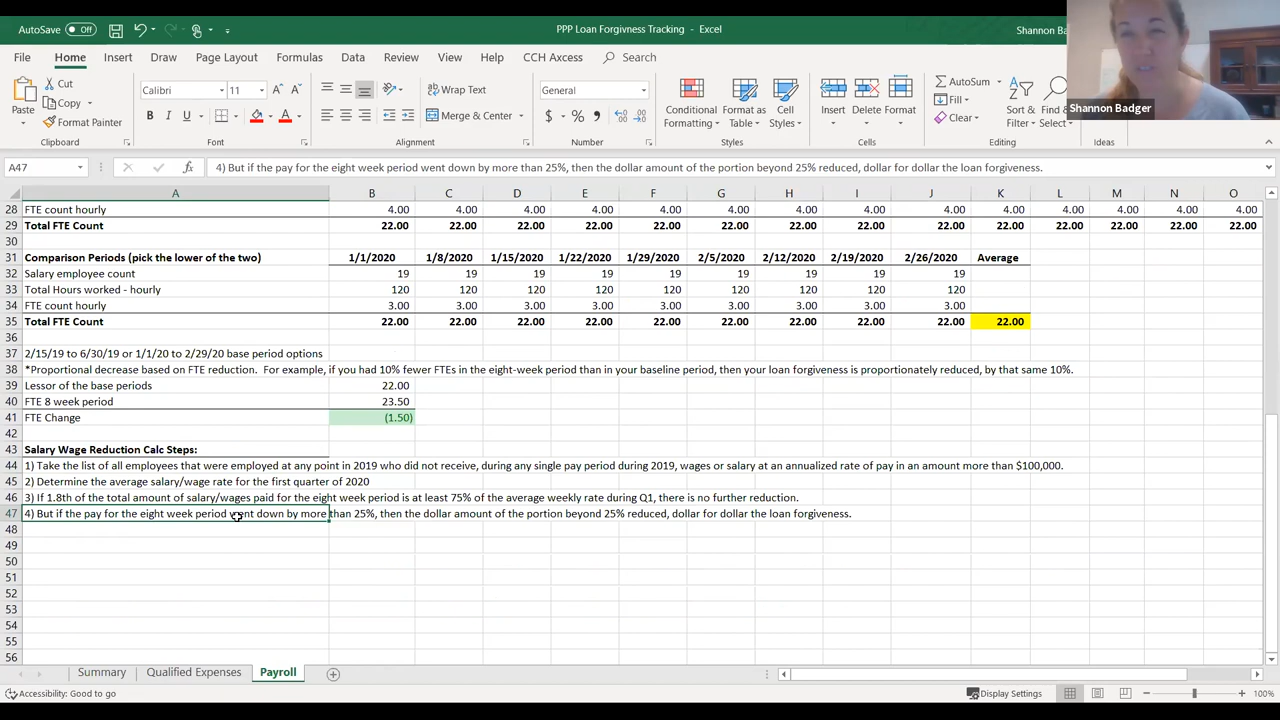 AutoSave Off PPP Loan Forgivness Tracking - Excel Shannon Ba
File Home Insert Draw Page Layout Formulas Data Review View Help CCH Axcess Search
Cut
Copy
Format Painter
Paste
Calibri 11
B I U
Wrap Text
Merge & Center
General
$ % 9
Conditional Formatting Format as Table Cell Styles
Insert Delete Format
AutoSum
Fill
Clear
Sort & Filter Find & Select
Shannon Badger
Clipboard Font Alignment Number Styles Cells Editing Ideas
A47 fx 4) But if the pay for the eight week period went down by more than 25%, then the dollar amount of the portion beyond 25% reduced, dollar for dollar the loan forgiveness.
A B C D E F G H I J K L M N O
28 FTE count hourly 4.00 4.00 4.00 4.00 4.00 4.00 4.00 4.00 4.00 4.00 4.00 4.00 4.00 4.00
29 Total FTE Count 22.00 22.00 22.00 22.00 22.00 22.00 22.00 22.00 22.00 22.00 22.00 22.00 22.00 22.00
30
31 Comparison Periods (pick the lower of the two) 1/1/2020 1/8/2020 1/15/2020 1/22/2020 1/29/2020 2/5/2020 2/12/2020 2/19/2020 2/26/2020 Average
32 Salary employee count 19 19 19 19 19 19 19 19 19
33 Total Hours worked - hourly 120 120 120 120 120 120 120 120 120
34 FTE count hourly 3.00 3.00 3.00 3.00 3.00 3.00 3.00 3.00 3.00
35 Total FTE Count 22.00 22.00 22.00 22.00 22.00 22.00 22.00 22.00 22.00 22.00
36
37 2/15/19 to 6/30/19 or 1/1/20 to 2/29/20 base period options
38 *Proportional decrease based on FTE reduction. For example, if you had 10% fewer FTEs in the eight-week period than in your baseline period, then your loan forgiveness is proportionately reduced, by that same 10%.
39 Lessor of the base periods 22.00
40 FTE 8 week period 23.50
41 FTE Change (1.50)
42
43 Salary Wage Reduction Calc Steps:
44 1) Take the list of all employees that were employed at any point in 2019 who did not receive, during any single pay period during 2019, wages or salary at an annualized rate of pay in an amount more than $100,000.
45 2) Determine the average salary/wage rate for the first quarter of 2020
46 3) If 1.8th of the total amount of salary/wages paid for the eight week period is at least 75% of the average weekly rate during Q1, there is no further reduction.
47 4) But if the pay for the eight week period went down by more than 25%, then the dollar amount of the portion beyond 25% reduced, dollar for dollar the loan forgiveness.
48
49
50
51
52
53
54
55
56
Summary Qualified Expenses Payroll
Accessibility: Good to go Display Settings 100%